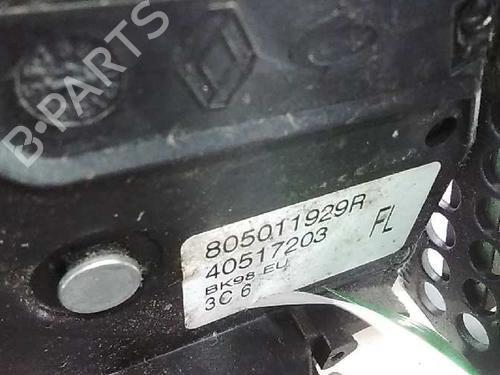 B-PARTS
805011929R
40517203 FL
BK98 EU
3C 6